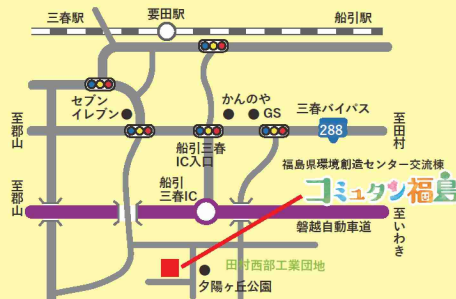 三春駅
要田駅
船引駅
セブン
イレブン
かんのや
GS
三春バイパス
288
至郡山
至田村
船引三春
IC入口
福島県環境創造センター交流棟
コミュタン福島
至郡山
船引
三春IC
至いわき
磐越自動車道
田村西部工業団地
夕陽ヶ丘公園